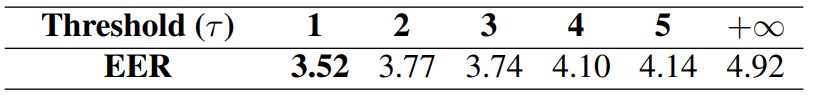 Threshold (τ) 1 2 3 4 5 +∞
EER 3.52 3.77 3.74 4.10 4.14 4.92